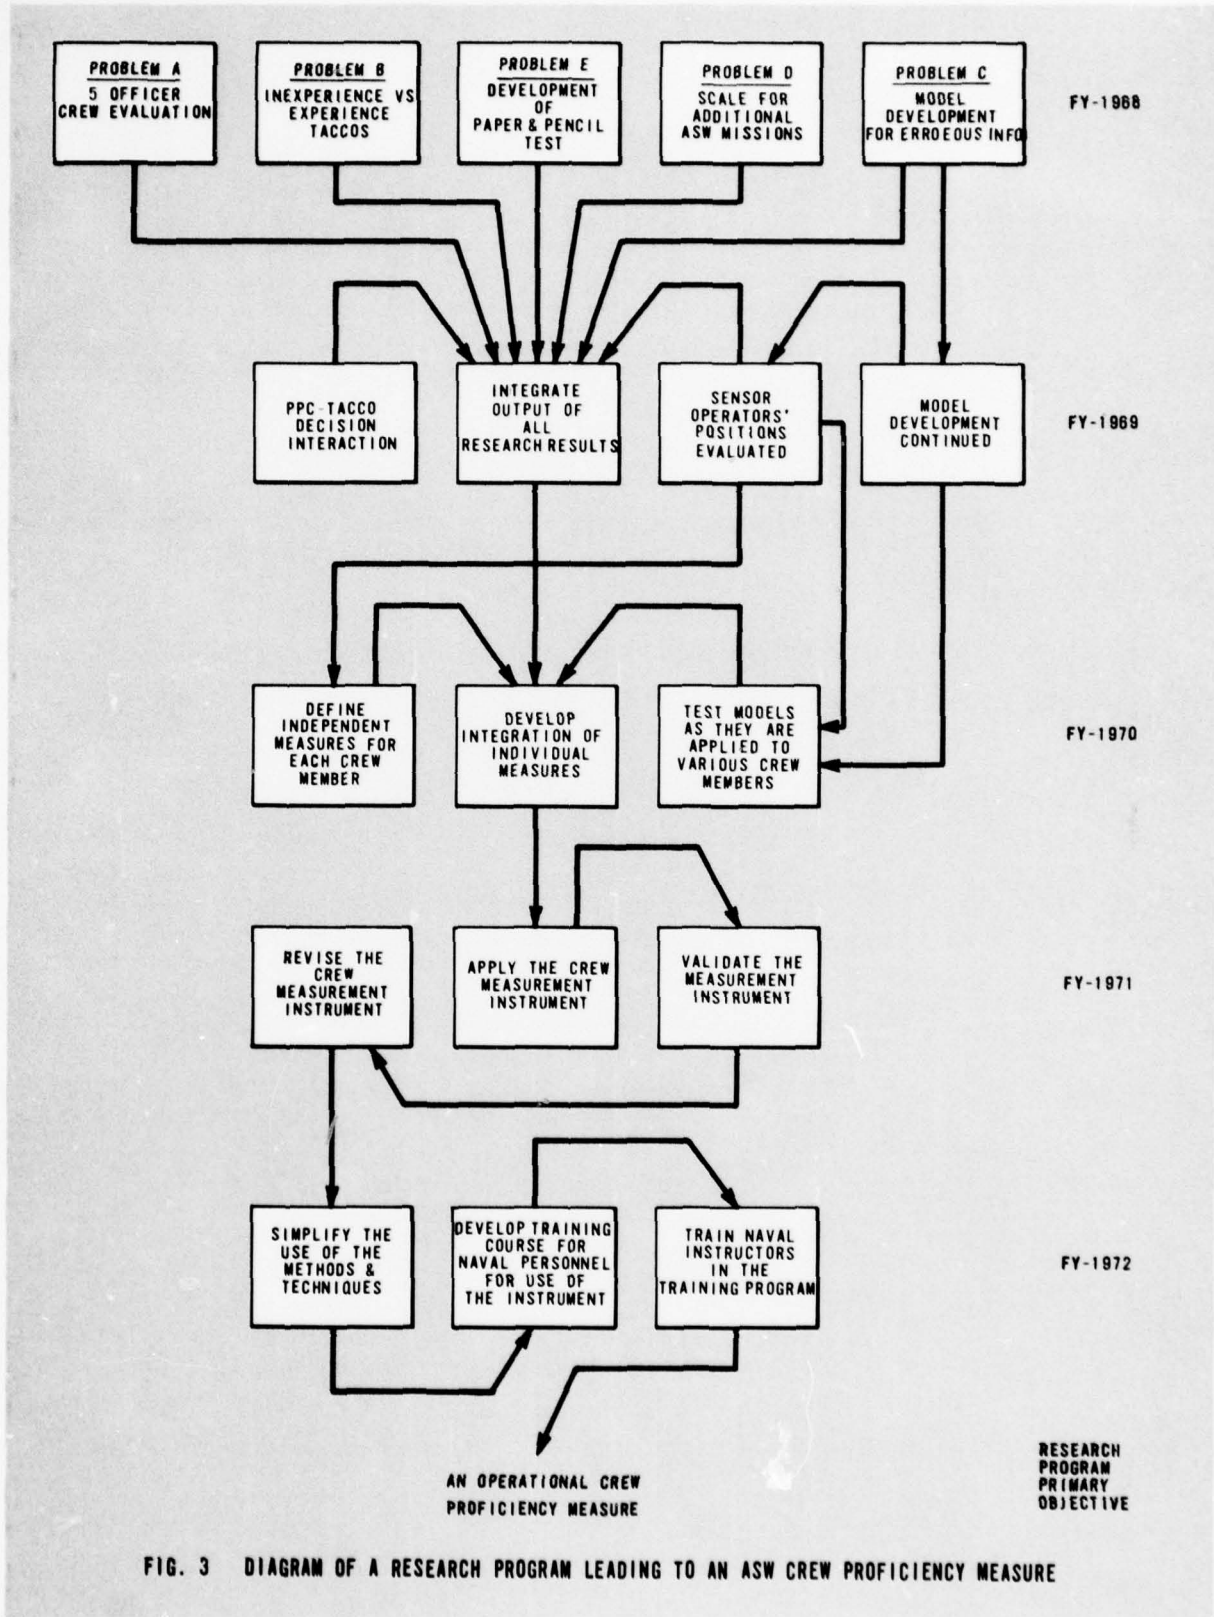 PROBLEM A
5 OFFICER
CREW EVALUATION
PROBLEM B
INEXPERIENCE VS
EXPERIENCE
TACCOS
PROBLEM E
DEVELOPMENT
OF
PAPER & PENCIL
TEST
PROBLEM D
SCALE FOR
ADDITIONAL
ASW MISSIONS
PROBLEM C
MODEL
DEVELOPMENT
FOR ERROEOUS INFO
FY-1968
PPC-TACCO
DECISION
INTERACTION
INTEGRATE
OUTPUT OF
ALL
RESEARCH RESULTS
SENSOR
OPERATORS'
POSITIONS
EVALUATED
MODEL
DEVELOPMENT
CONTINUED
FY-1969
DEFINE
INDEPENDENT
MEASURES FOR
EACH CREW
MEMBER
DEVELOP
INTEGRATION OF
INDIVIDUAL
MEASURES
TEST MODELS
AS THEY ARE
APPLIED TO
VARIOUS CREW
MEMBERS
FY-1970
REVISE THE
CREW
MEASUREMENT
INSTRUMENT
APPLY THE CREW
MEASUREMENT
INSTRUMENT
VALIDATE THE
MEASUREMENT
INSTRUMENT
FY-1971
SIMPLIFY THE
USE OF THE
METHODS &
TECHNIQUES
DEVELOP TRAINING
COURSE FOR
NAVAL PERSONNEL
FOR USE OF
THE INSTRUMENT
TRAIN NAVAL
INSTRUCTORS
IN THE
TRAINING PROGRAM
FY-1972
AN OPERATIONAL CREW
PROFICIENCY MEASURE
RESEARCH
PROGRAM
PRIMARY
OBJECTIVE
FIG. 3 DIAGRAM OF A RESEARCH PROGRAM LEADING TO AN ASW CREW PROFICIENCY MEASURE